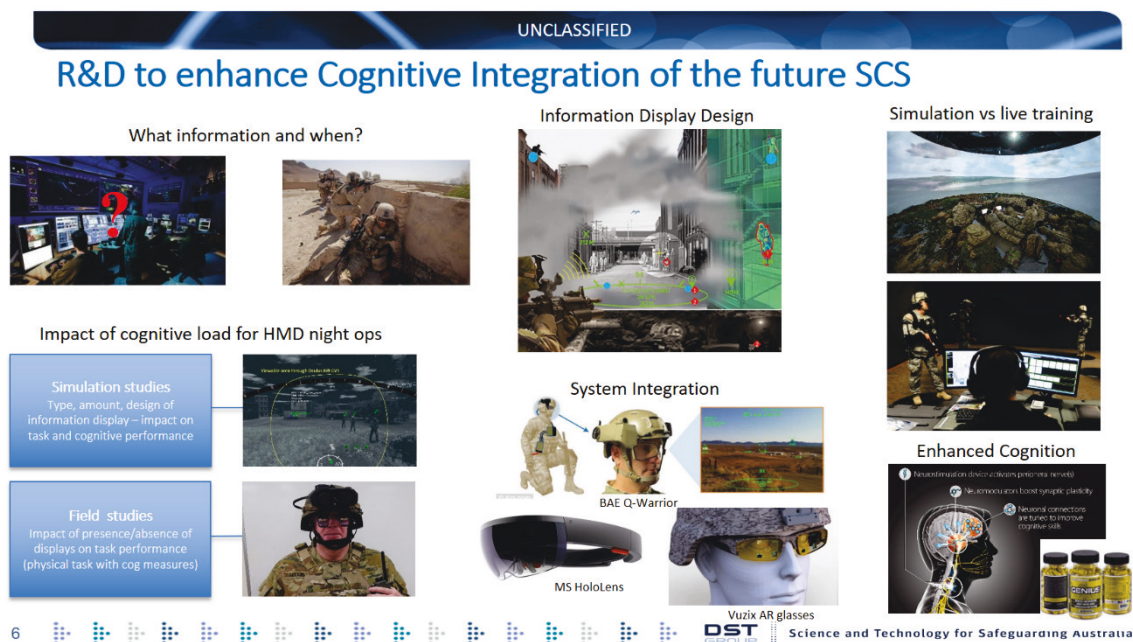 UNCLASSIFIED
R&D to enhance Cognitive Integration of the future SCS
What information and when?
?
Information Display Design
Simulation vs live training
Impact of cognitive load for HMD night ops
Simulation studies
Type, amount, design of
information display – impact on
task and cognitive performance
Field studies
Impact of presence/absence of
displays on task performance
(physical task with cog measures)
System Integration
BAE Q-Warrior
MS HoloLens
Vuzix AR glasses
Enhanced Cognition
Neurostimulation device activates peripheral nerve(s)
Neuromodulators boost synaptic plasticity
Neuronal connections
are tuned to improve
cognitive skills
GENIUS
6
DST
GROUP
Science and Technology for Safeguarding Australia